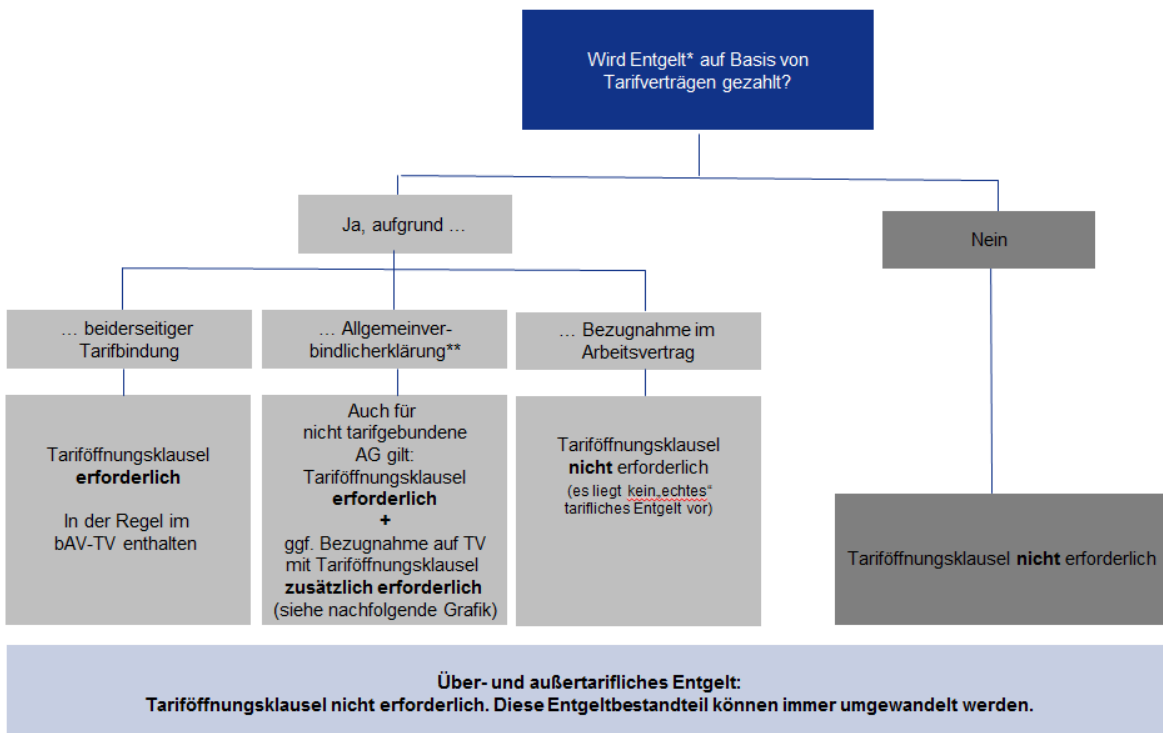 Wird Entgelt* auf Basis von
Tarifverträgen gezahlt?
Ja, aufgrund …
Nein
… beiderseitiger
Tarifbindung
… Allgemeinver-
bindlicherklärung**
… Bezugnahme im
Arbeitsvertrag
Tariföffnungsklausel
erforderlich
In der Regel im
bAV-TV enthalten
Auch für
nicht tarifgebundene
AG gilt:
Tariföffnungsklausel
erforderlich
+
ggf. Bezugnahme auf TV
mit Tariföffnungsklausel
zusätzlich erforderlich
(siehe nachfolgende Grafik)
Tariföffnungsklausel
nicht erforderlich
(es liegt kein„echtes“
tarifliches Entgelt vor)
Tariföffnungsklausel nicht erforderlich
Über- und außertarifliches Entgelt:
Tariföffnungsklausel nicht erforderlich. Diese Entgeltbestandteil können immer umgewandelt werden.